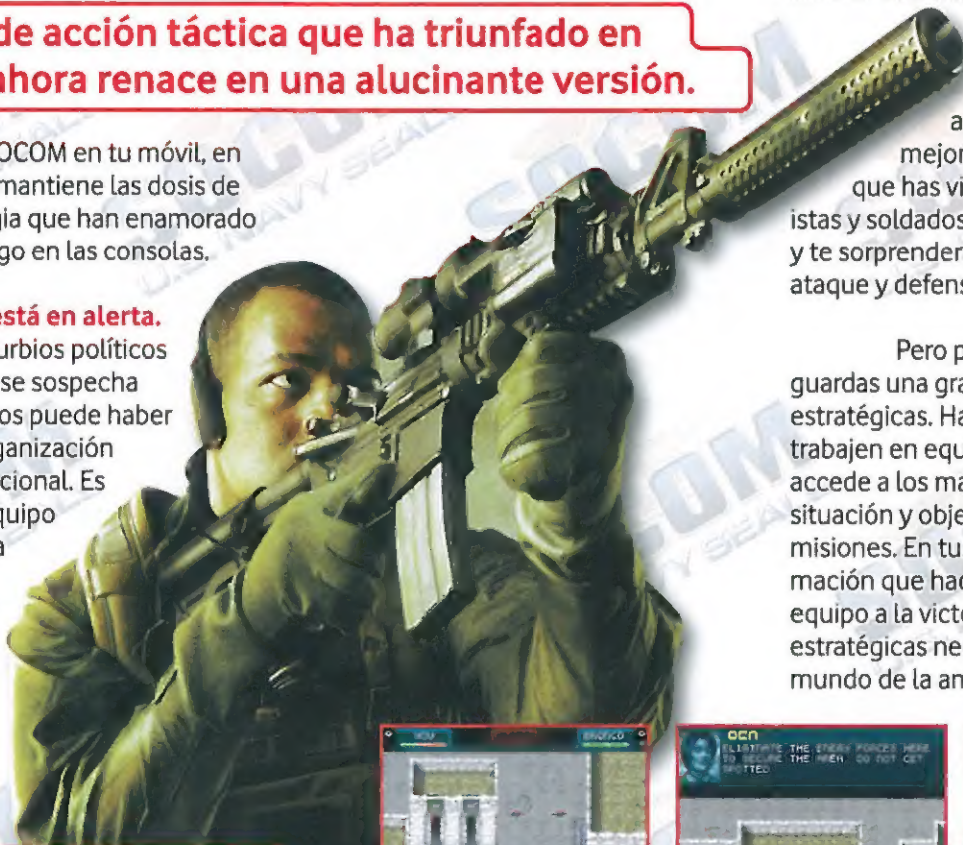 de acción táctica que ha triunfado en
ahora renace en una alucinante versión.
OCOM en tu móvil, en
mantiene las dosis de
gia que han enamorado
go en las consolas.
está en alerta.
urbios políticos
se sospecha
os puede haber
ganización
cional. Es
quipo
a
a
mejor
que has vi
istas y soldados
y te sorprender
ataque y defens
Pero p
guardas una gra
estratégicas. Ha
trabajen en equ
accede a los ma
situación y obje
misiones. En tu
mación que hac
equipo a la victo
estratégicas ne
mundo de la an
YOU
BRONCO
OCN
ELIMINATE THE ENEMY FORCES HERE
TO SECURE THE AREA. DO NOT GET
SPOTTED
SOCOM
U.S. NAVY SEALS